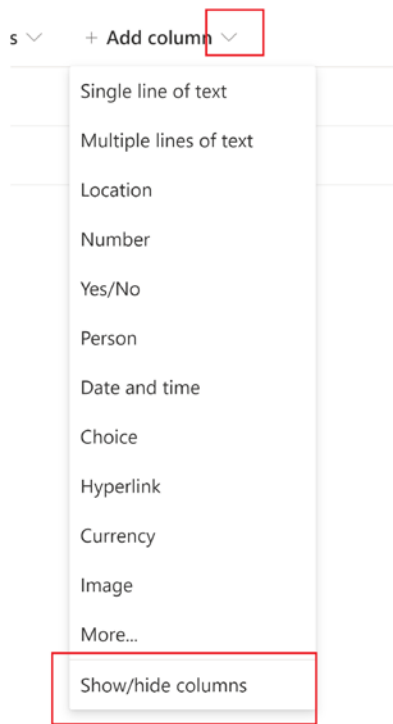 s + Add column
Single line of text
Multiple lines of text
Location
Number
Yes/No
Person
Date and time
Choice
Hyperlink
Currency
Image
More...
Show/hide columns